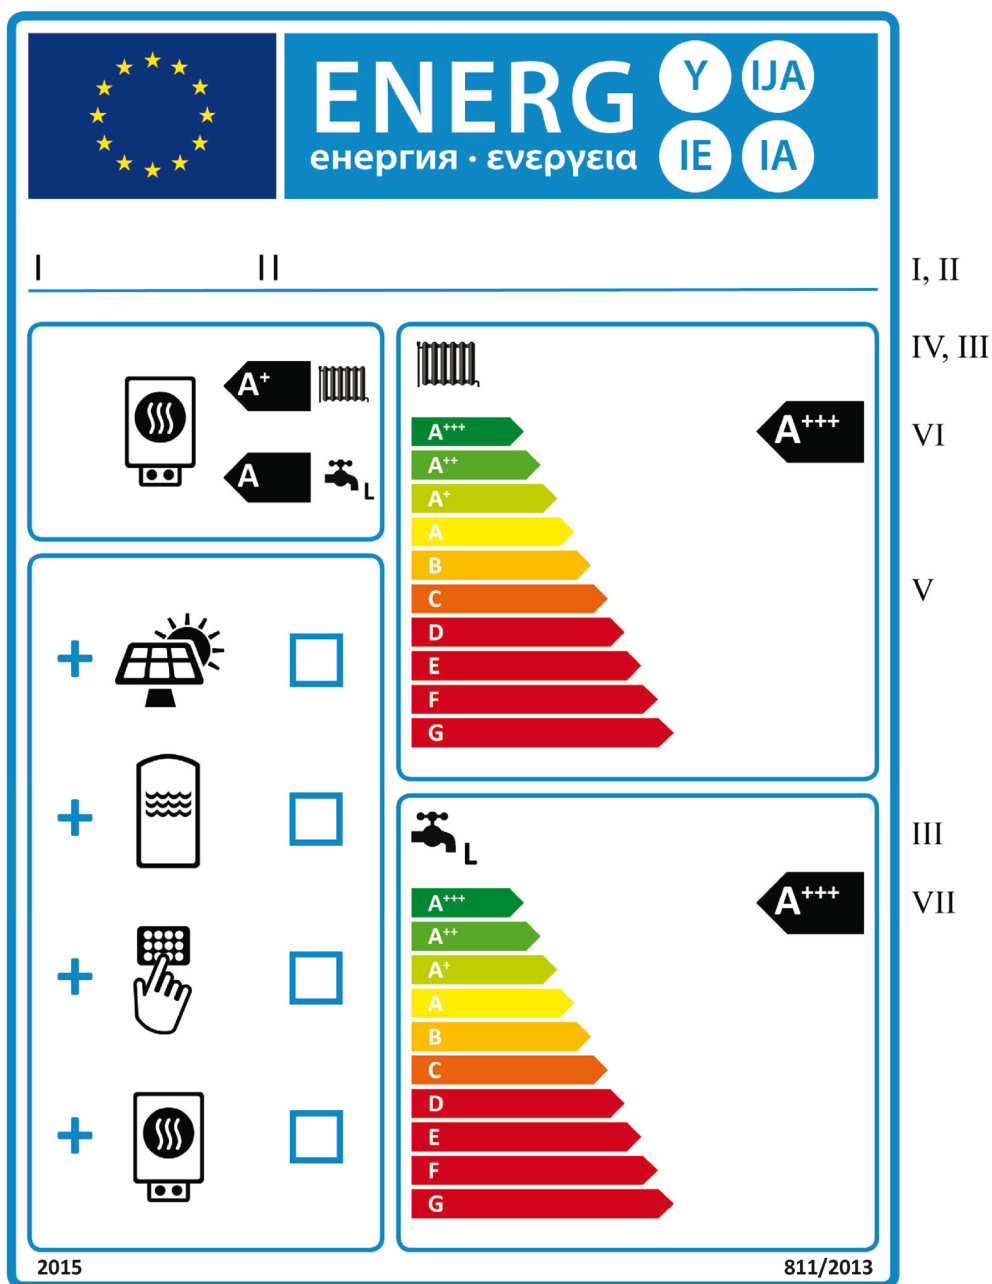 ENERG Y IJA
енергия · ενεργεια IE IA
I II I, II
IV, III
A+
A
L
A+++ A+++ VI
A++
A+
A
B
C V
D
E
F
G
III
L
A+++ A+++ VII
A++
A+
A
B
C
D
E
F
G
2015 811/2013